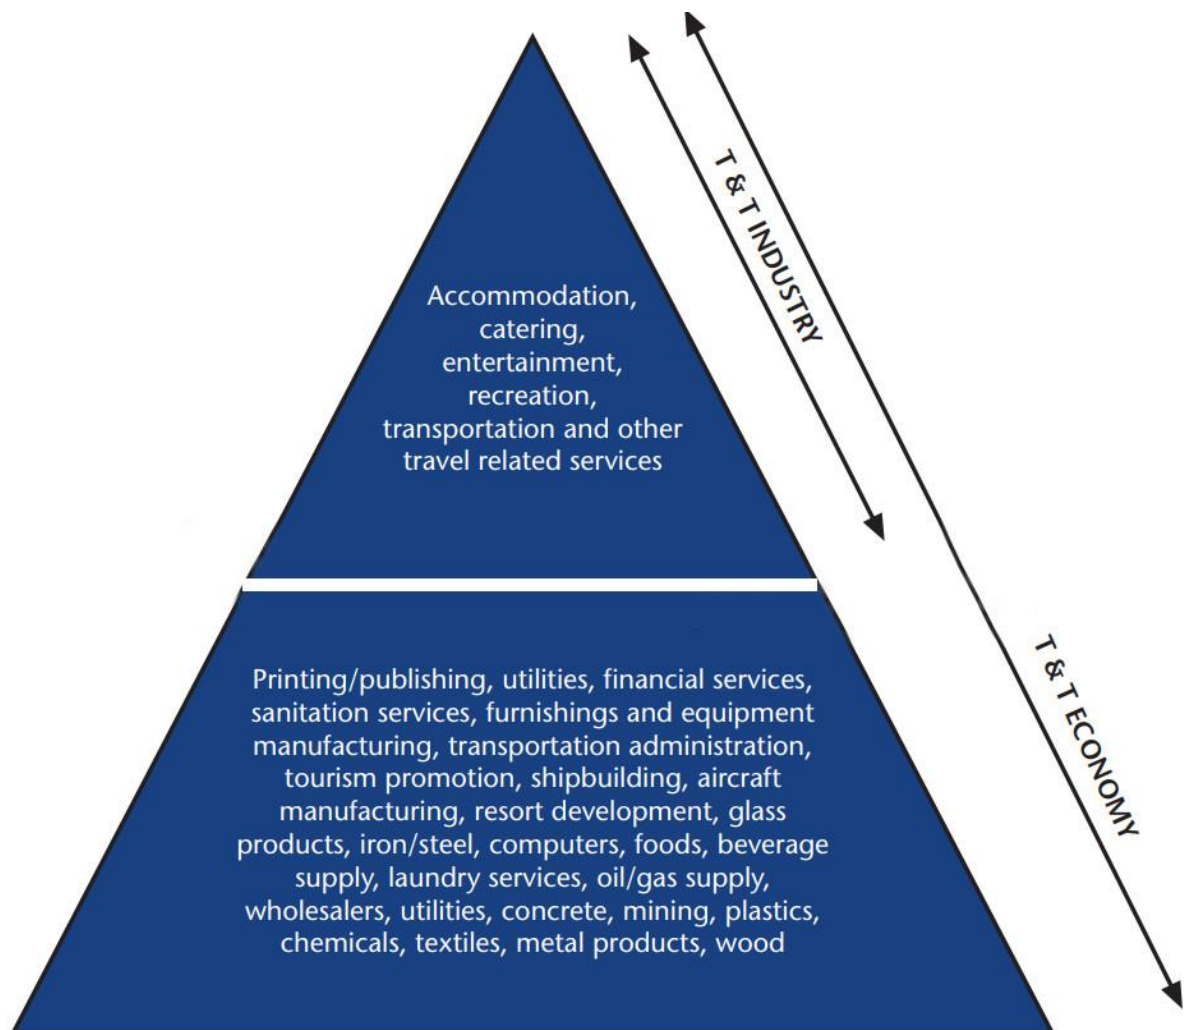 Accommodation,
catering,
entertainment,
recreation,
transportation and other
travel related services
T & T INDUSTRY
Printing/publishing, utilities, financial services,
sanitation services, furnishings and equipment
manufacturing, transportation administration,
tourism promotion, shipbuilding, aircraft
manufacturing, resort development, glass
products, iron/steel, computers, foods, beverage
supply, laundry services, oil/gas supply,
wholesalers, utilities, concrete, mining, plastics,
chemicals, textiles, metal products, wood
T & T ECONOMY